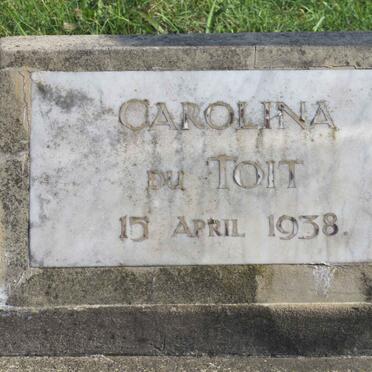 CAROLINA
DU TOIT
15 APRIL 1938.